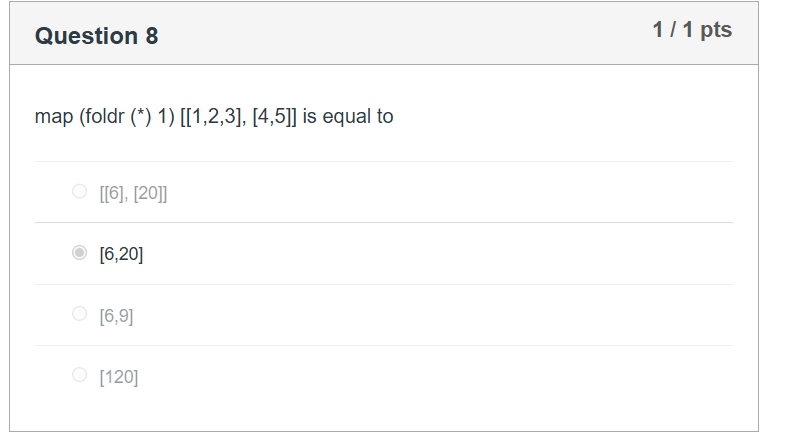 Question 8
1 / 1 pts
map (foldr (*) 1) [[1,2,3], [4,5]] is equal to
[[6], [20]]
[6,20]
[6,9]
[120]